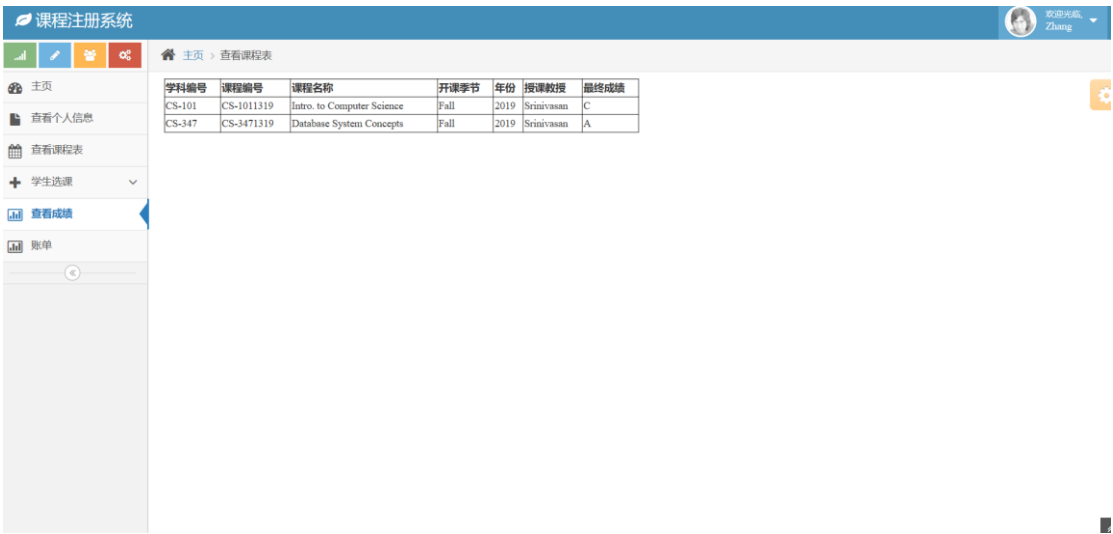 课程注册系统
欢迎光临,
Zhang
主页 > 查看课程表
主页
查看个人信息
查看课程表
学生选课
查看成绩
账单
学科编号 课程编号 课程名称 开课季节 年份 授课教授 最终成绩
CS-101 CS-1011319 Intro. to Computer Science Fall 2019 Srinivasan C
CS-347 CS-3471319 Database System Concepts Fall 2019 Srinivasan A